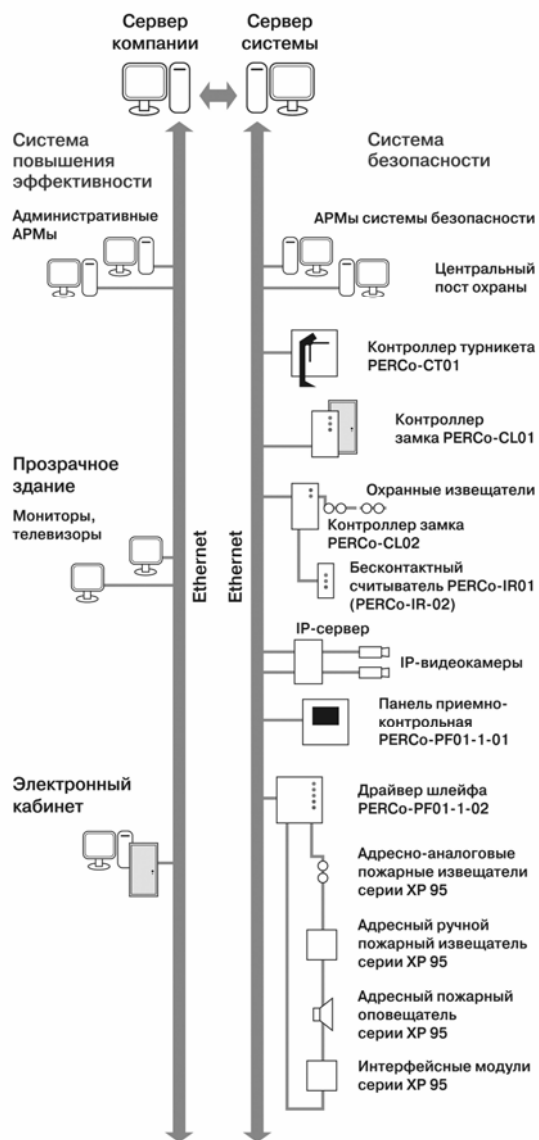 Сервер
компании
Сервер
системы
Система
повышения
эффективности
Система
безопасности
Административные
АРМы
АРМы системы безопасности
Центральный
пост охраны
Контроллер турникета
PERCo-CT01
Контроллер
замка PERCo-CL01
Прозрачное
здание
Мониторы,
телевизоры
Охранные извещатели
Контроллер замка
PERCo-CL02
Ethernet
Ethernet
Бесконтактный
считыватель PERCo-IR01
(PERCo-IR-02)
IP-сервер
IP-видеокамеры
Панель приемно-
контрольная
PERCo-PF01-1-01
Электронный
кабинет
Драйвер шлейфа
PERCo-PF01-1-02
Адресно-аналоговые
пожарные извещатели
серии XP 95
Адресный ручной
пожарный извещатель
серии XP 95
Адресный пожарный
оповещатель
серии XP 95
Интерфейсные модули
серии XP 95